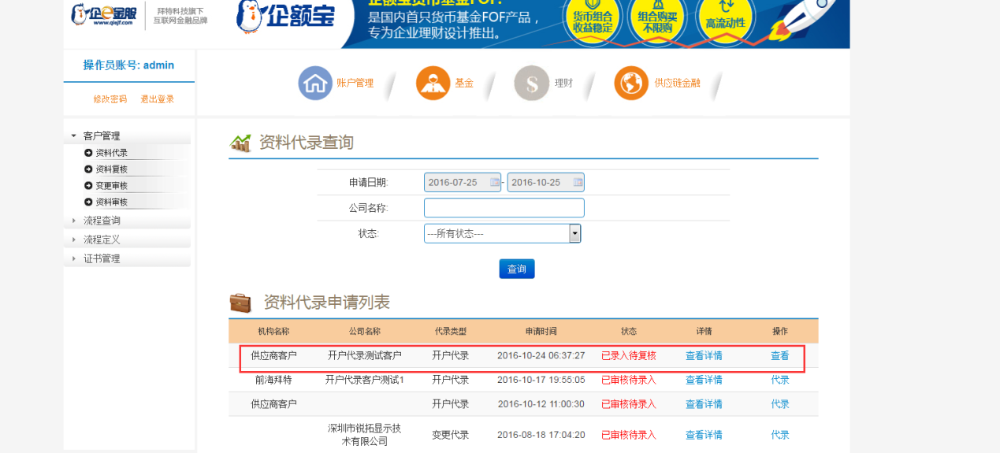 企e金服
www.qiejf.com
拜特科技旗下
互联网金融品牌
企额宝
企额宝货币基金FOF：
是国内首只货币基金FOF产品，
专为企业理财设计推出。
货币组合
收益稳定
组合购买
不限购
高流动性
操作员账号: admin
修改密码 退出登录
账户管理 基金 理财 供应链金融
客户管理
资料代录
资料复核
变更审核
资料审核
流程查询
流程定义
证书管理
资料代录查询
申请日期: 2016-07-25 - 2016-10-25
公司名称:
状态: ---所有状态---
查询
资料代录申请列表
机构名称 公司名称 代录类型 申请时间 状态 详情 操作
供应商客户 开户代录测试客户 开户代录 2016-10-24 06:37:27 已录入待复核 查看详情 查看
前海拜特 开户代录客户测试1 开户代录 2016-10-17 19:55:05 已审核待录入 查看详情 代录
供应商客户 开户代录 2016-10-12 11:00:30 已审核待录入 查看详情 代录
深圳市锐拓显示技
术有限公司 变更代录 2016-08-18 17:04:20 已审核待录入 查看详情 代录